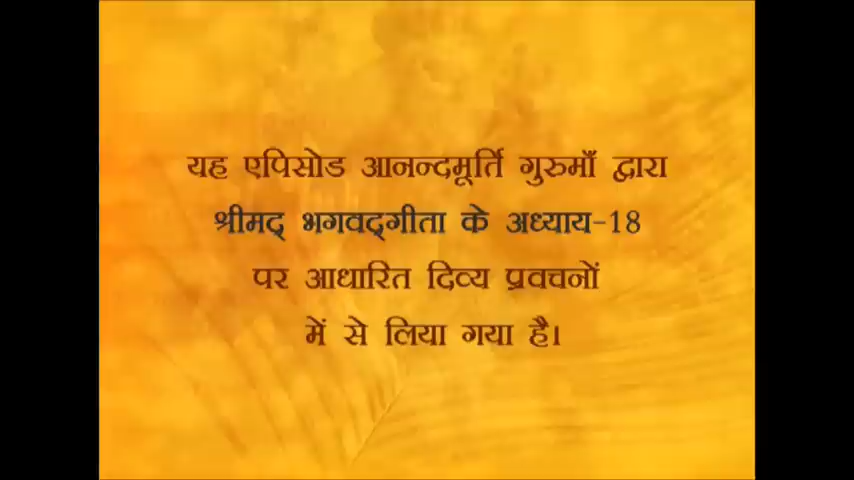 यह एपिसोड आनन्दमूर्ति गुरुमाँ द्वारा
श्रीमद् भगवद्गीता के अध्याय-18
पर आधारित दिव्य प्रवचनों
में से लिया गया है।